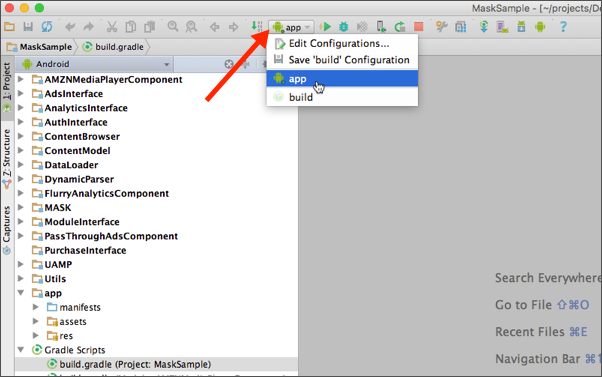 MaskSample - [~/projects/De
app
MaskSample
build.gradle
Edit Configurations...
Save 'build' Configuration
app
build
1: Project
Z: Structure
Captures
Android
AMZNMediaPlayerComponent
AdsInterface
AnalyticsInterface
AuthInterface
ContentBrowser
ContentModel
DataLoader
DynamicParser
FlurryAnalyticsComponent
MASK
ModuleInterface
PassThroughAdsComponent
PurchaseInterface
UAMP
Utils
app
manifests
assets
res
Gradle Scripts
build.gradle (Project: MaskSample)
Search Everywhere
Go to File ⇧⌘O
Recent Files ⌘E
Navigation Bar ⌘